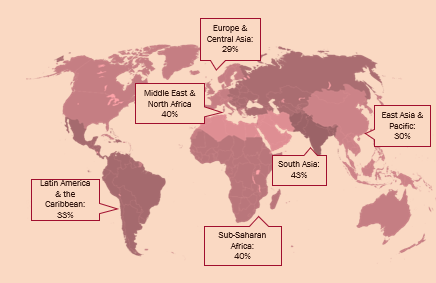 Europe &
Central Asia:
29%
Middle East &
North Africa
40%
East Asia &
Pacific:
30%
South Asia:
43%
Latin America
& the
Caribbean:
33%
Sub-Saharan
Africa:
40%